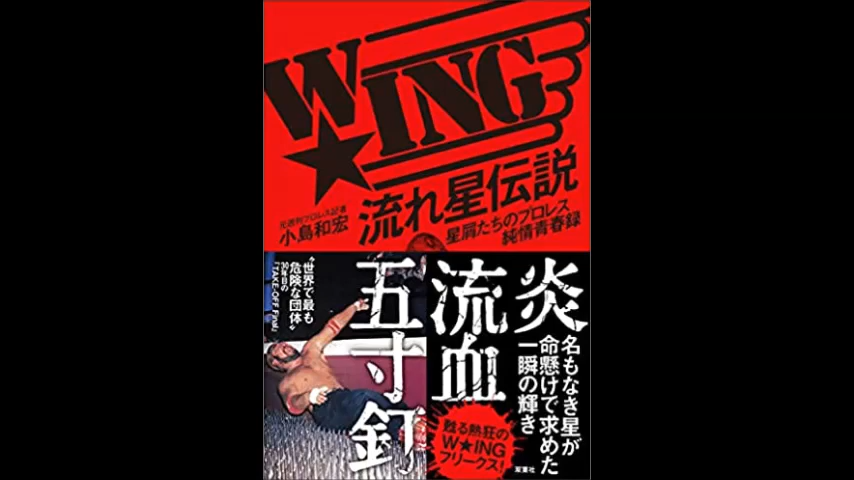 W★ING
流れ星伝説
星屑たちのプロレス
純情青春録
元週刊プロレス記者
小島和宏
炎
流血
五寸釘
名もなき星が
命懸けで求めた
一瞬の輝き
"世界で最も
危険な団体"
30年目の
「TAKE-OFF Final」
甦る熱狂の
W★ING
フリークス!
双葉社